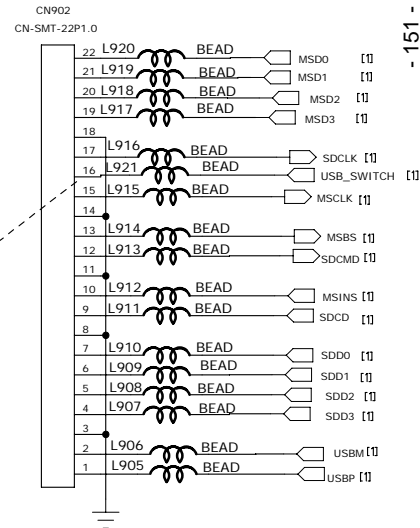 CN902
CN-SMT-22P1.0
- 151 -
22 L920 BEAD MSD0 [1]
21 L919 BEAD MSD1 [1]
20 L918 BEAD MSD2 [1]
19 L917 BEAD MSD3 [1]
18
17 L916 BEAD SDCLK [1]
16 L921 BEAD USB_SWITCH [1]
15 L915 BEAD MSCLK [1]
14
13 L914 BEAD MSBS [1]
12 L913 BEAD SDCMD [1]
11
10 L912 BEAD MSINS [1]
9 L911 BEAD SDCD [1]
8
7 L910 BEAD SDD0 [1]
6 L909 BEAD SDD1 [1]
5 L908 BEAD SDD2 [1]
4 L907 BEAD SDD3 [1]
3
2 L906 BEAD USBM [1]
1 L905 BEAD USBP [1]